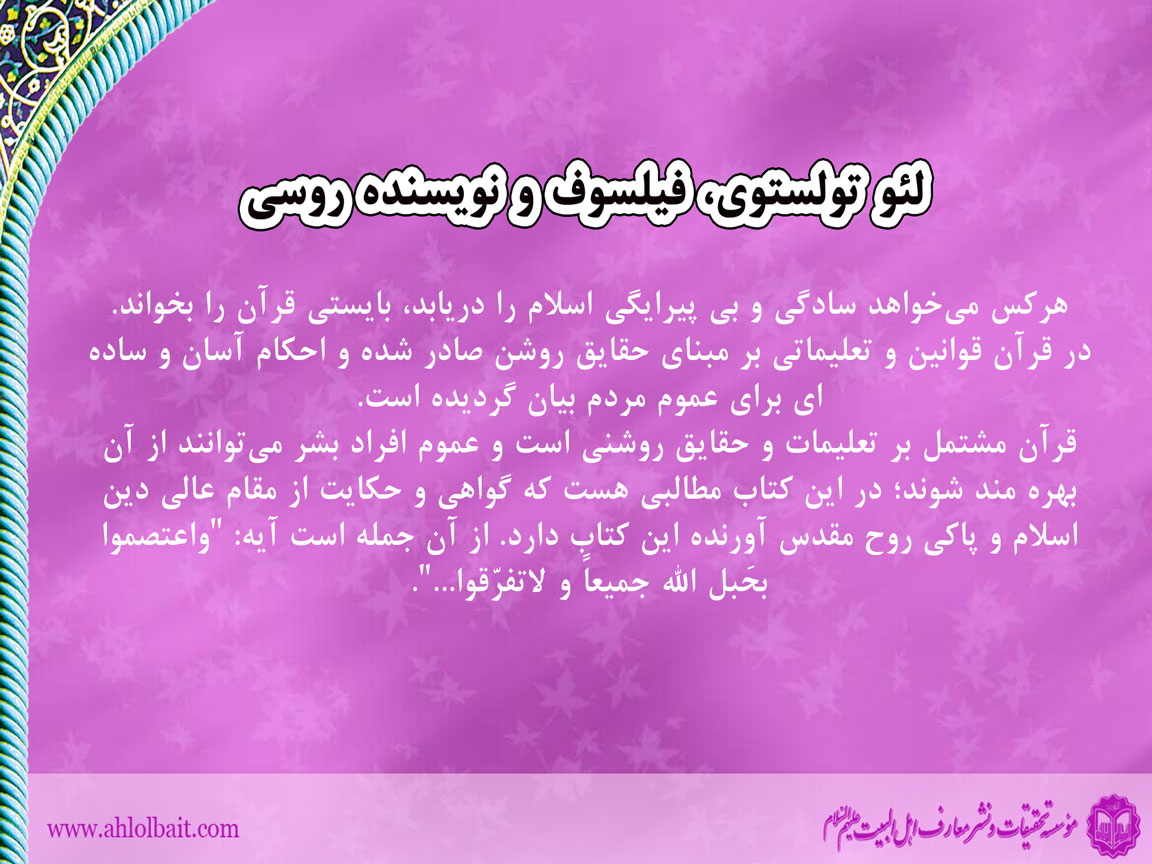 لئو تولستوی، فیلسوف و نویسنده روسی
هرکس می‌خواهد سادگی و بی پیرایگی اسلام را دریابد، بایستی قرآن را بخواند.
در قرآن قوانین و تعلیماتی بر مبنای حقایق روشن صادر شده و احکام آسان و ساده
ای برای عموم مردم بیان گردیده است.
قرآن مشتمل بر تعلیمات و حقایق روشنی است و عموم افراد بشر می‌توانند از آن
بهره مند شوند؛ در این کتاب مطالبی هست که گواهی و حکایت از مقام عالی دین
اسلام و پاکی روح مقدس آورنده این کتاب دارد. از آن جمله است آیه: "واعتصموا
بحَبل الله جمیعاً و لاتفرّقوا...".
مؤسسه تحقیقات و نشر معارف اهل البیت علیهم السلام
www.ahlolbait.com